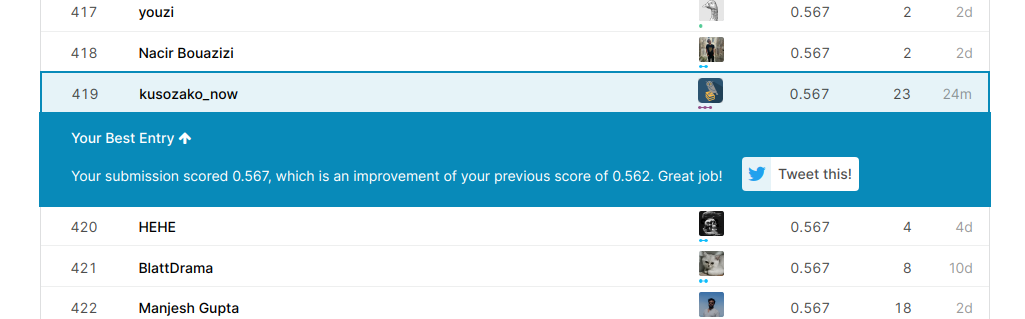 417 youzi 0.567 2 2d
418 Nacir Bouazizi 0.567 2 2d
419 kusozako_now 0.567 23 24m
Your Best Entry
Your submission scored 0.567, which is an improvement of your previous score of 0.562. Great job! Tweet this!
420 HEHE 0.567 4 4d
421 BlattDrama 0.567 8 10d
422 Manjesh Gupta 0.567 18 2d